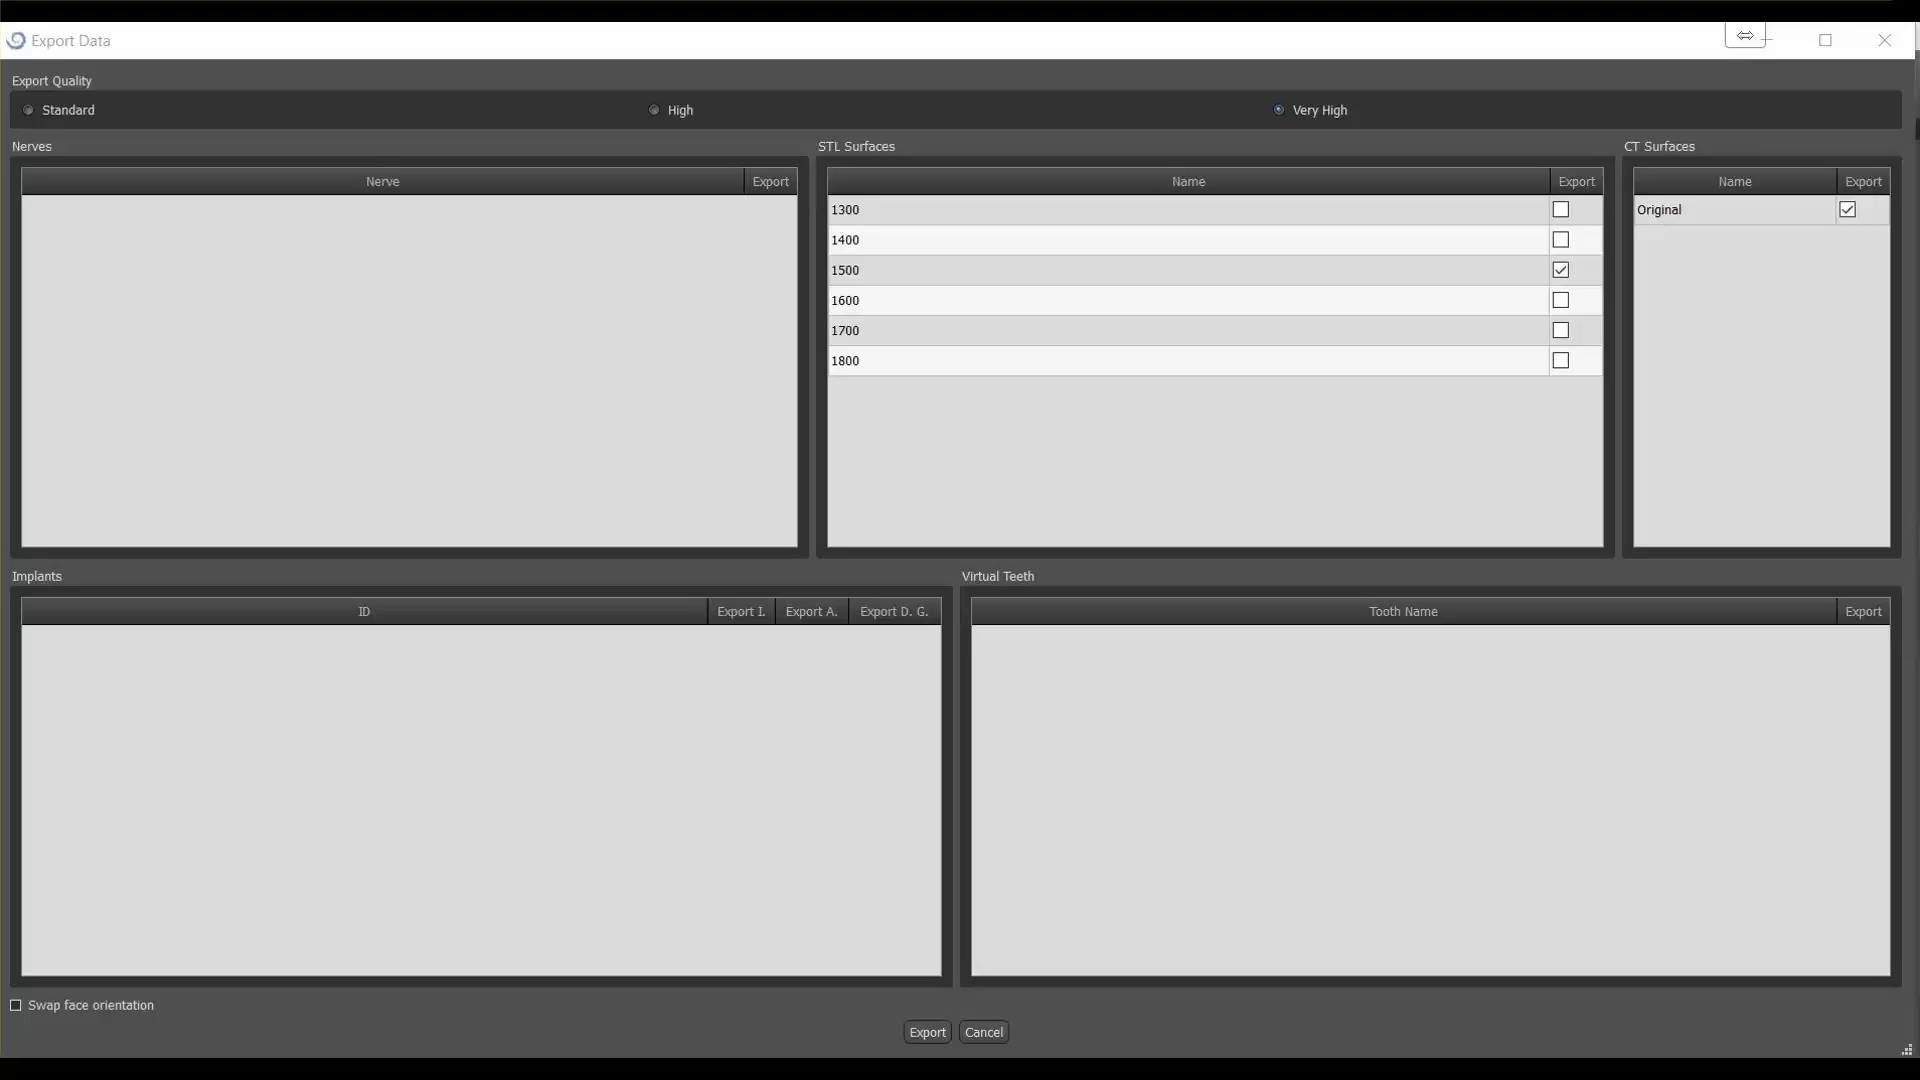 Export Data
Export Quality
Standard High Very High
Nerves STL Surfaces CT Surfaces
Nerve Export Name Export Name Export
1300 Original
1400
1500
1600
1700
1800
Implants Virtual Teeth
ID Export I. Export A. Export D. G. Tooth Name Export
Swap face orientation
Export Cancel